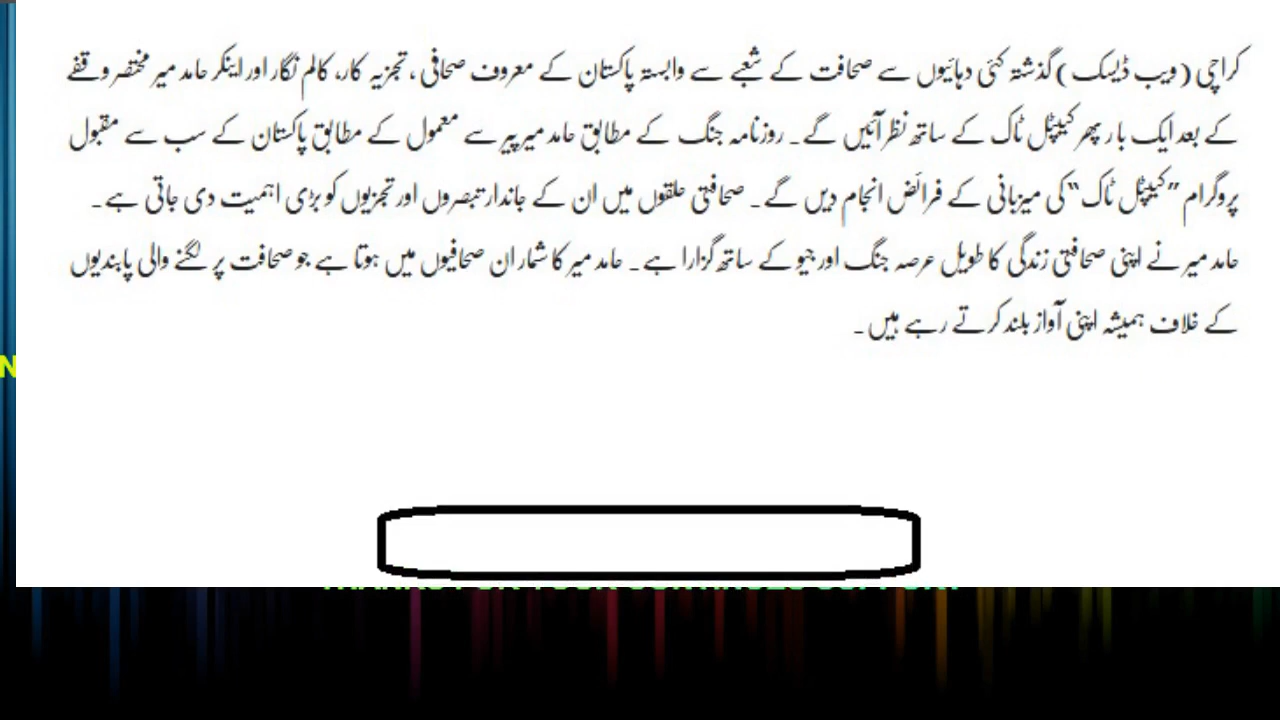 کراچی (ویب ڈیسک) گذشتہ کئی دہائیوں سے صحافت کے شعبے سے وابستہ پاکستان کے معروف صحافی ، تجزیہ کار، کالم نگار اور اینکر حامد میر مختصر وقفے
کے بعد ایک بار پھر کیپٹل ٹاک کے ساتھ نظر آئیں گے۔ روزنامہ جنگ کے مطابق حامد میر پیر سے معمول کے مطابق پاکستان کے سب سے مقبول
پروگرام ”کیپٹل ٹاک“ کی میزبانی کے فرائض انجام دیں گے۔ صحافتی حلقوں میں ان کے جاندار تبصروں اور تجزیوں کو بڑی اہمیت دی جاتی ہے۔
حامد میر نے اپنی صحافتی زندگی کا طویل عرصہ جنگ اور جیو کے ساتھ گزارا ہے۔ حامد میر کا شمار ان صحافیوں میں ہوتا ہے جو صحافت پر لگنے والی پابندیوں
کے خلاف ہمیشہ اپنی آواز بلند کرتے رہے ہیں۔
N